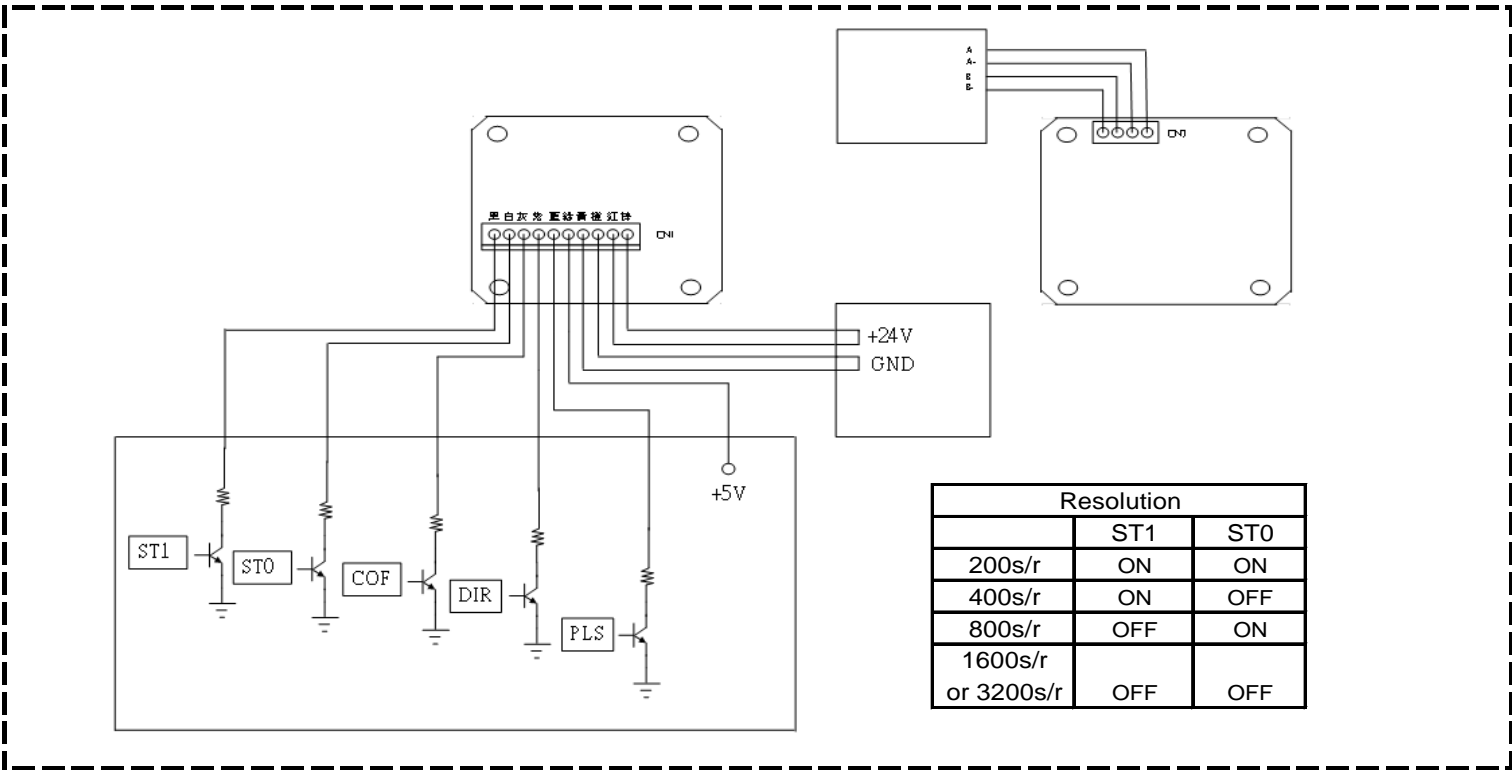 A
A-
B
B-
黑 白 灰 紫 藍 綠 黃 橙 紅 棕
CN1
+24V
GND
+5V
ST1
ST0
COF
DIR
PLS
Resolution
ST1 ST0
200s/r ON ON
400s/r ON OFF
800s/r OFF ON
1600s/r
or 3200s/r OFF OFF